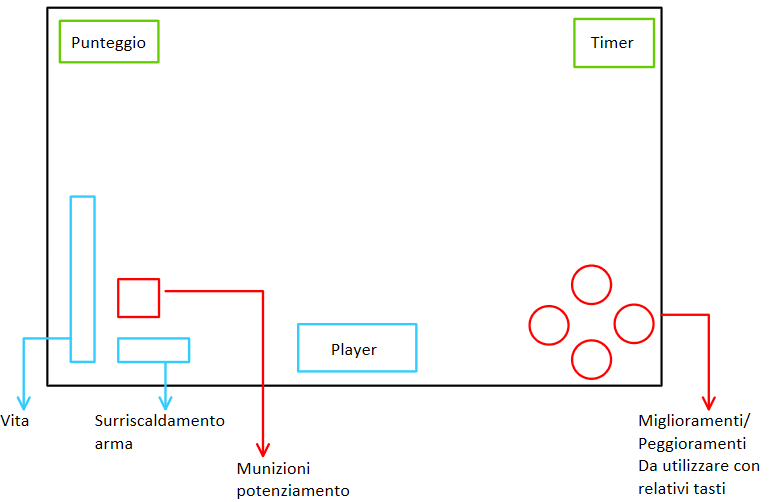 Punteggio
Timer
Player
Vita
Surriscaldamento
arma
Munizioni
potenziamento
Miglioramenti/
Peggioramenti
Da utilizzare con
relativi tasti